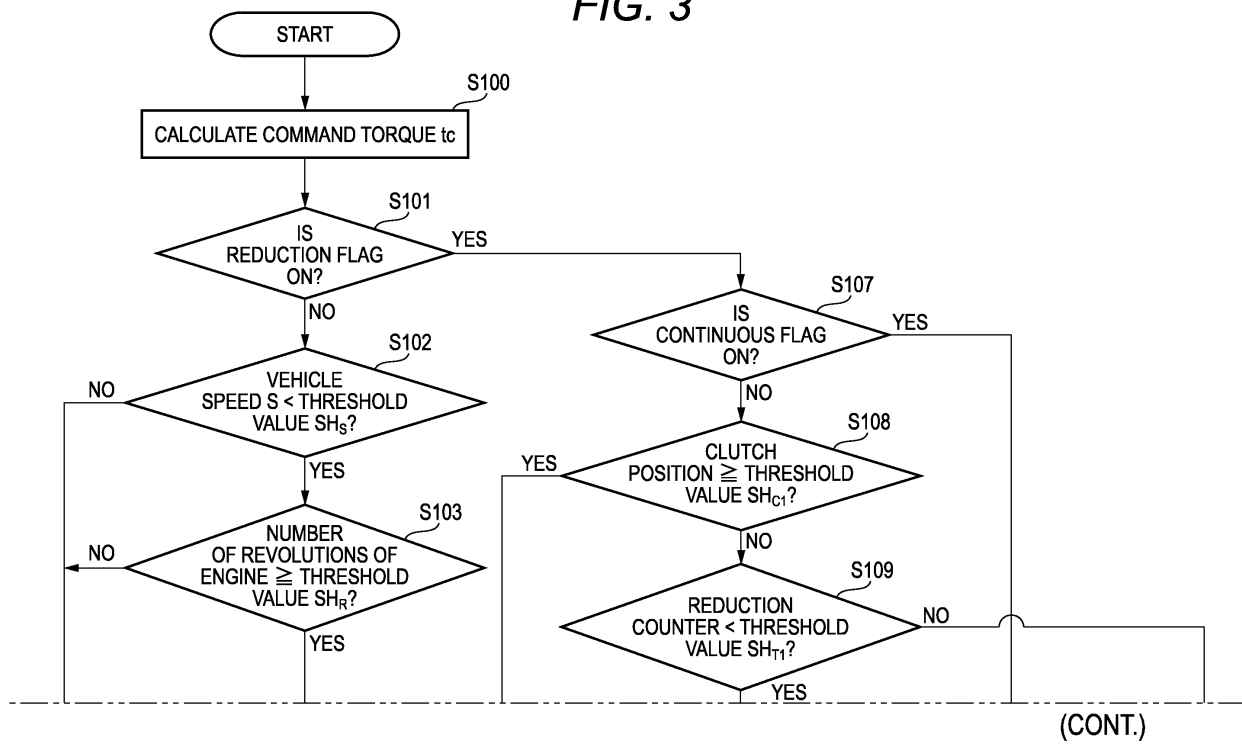 FIG. 3
START
S100
CALCULATE COMMAND TORQUE tc
S101
IS
REDUCTION FLAG
ON?
YES
NO
S102
VEHICLE
SPEED S < THRESHOLD
VALUE SHS?
NO
YES
S103
NUMBER
OF REVOLUTIONS OF
ENGINE ≧ THRESHOLD
VALUE SHR?
NO
YES
S107
IS
CONTINUOUS FLAG
ON?
YES
NO
S108
CLUTCH
POSITION ≧ THRESHOLD
VALUE SHC1?
YES
NO
S109
REDUCTION
COUNTER < THRESHOLD
VALUE SHT1?
NO
YES
(CONT.)